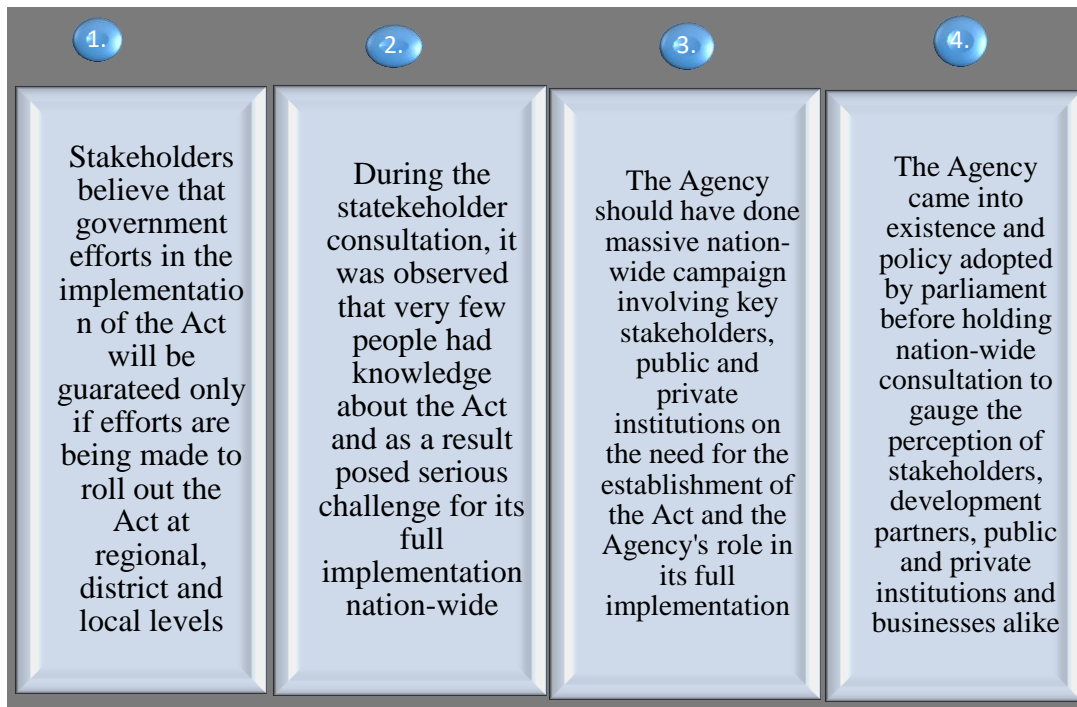 1.
Stakeholders
believe that
government
efforts in the
implementatio
n of the Act
will be
guarateed only
if efforts are
being made to
roll out the
Act at
regional,
district and
local levels
2.
During the
statekeholder
consultation, it
was observed
that very few
people had
knowledge
about the Act
and as a result
posed serious
challenge for its
full
implementation
nation-wide
3.
The Agency
should have done
massive nation-
wide campaign
involving key
stakeholders,
public and
private
institutions on
the need for the
establishment of
the Act and the
Agency's role in
its full
implementation
4.
The Agency
came into
existence and
policy adopted
by parliament
before holding
nation-wide
consultation to
gauge the
perception of
stakeholders,
development
partners, public
and private
institutions and
businesses alike